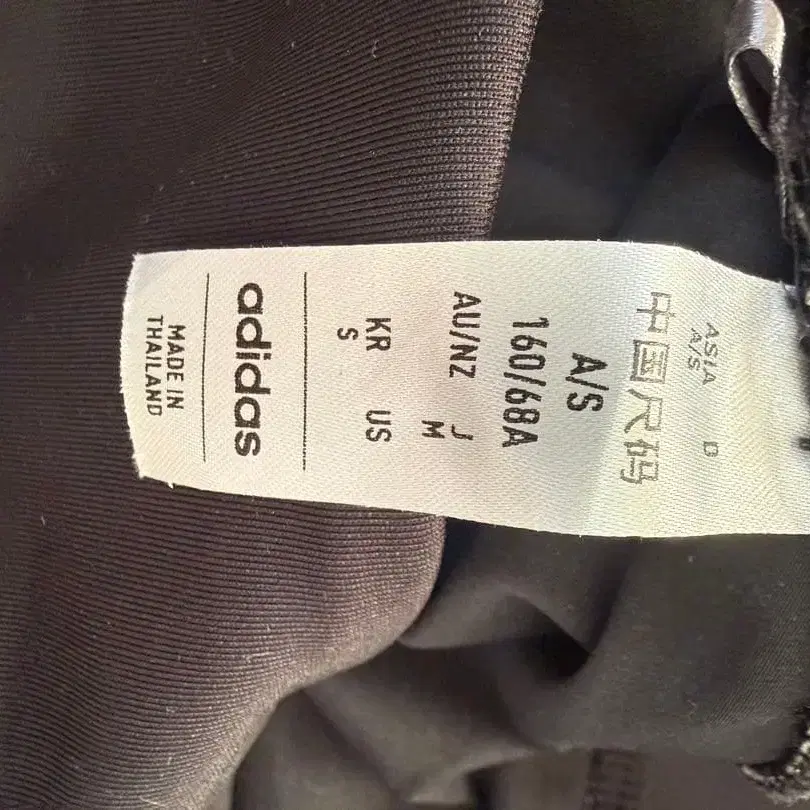 ASIA D
A/S
中国尺码
A/S
160/68A
AU/NZ J
M
KR US
S
adidas
MADE IN
THAILAND